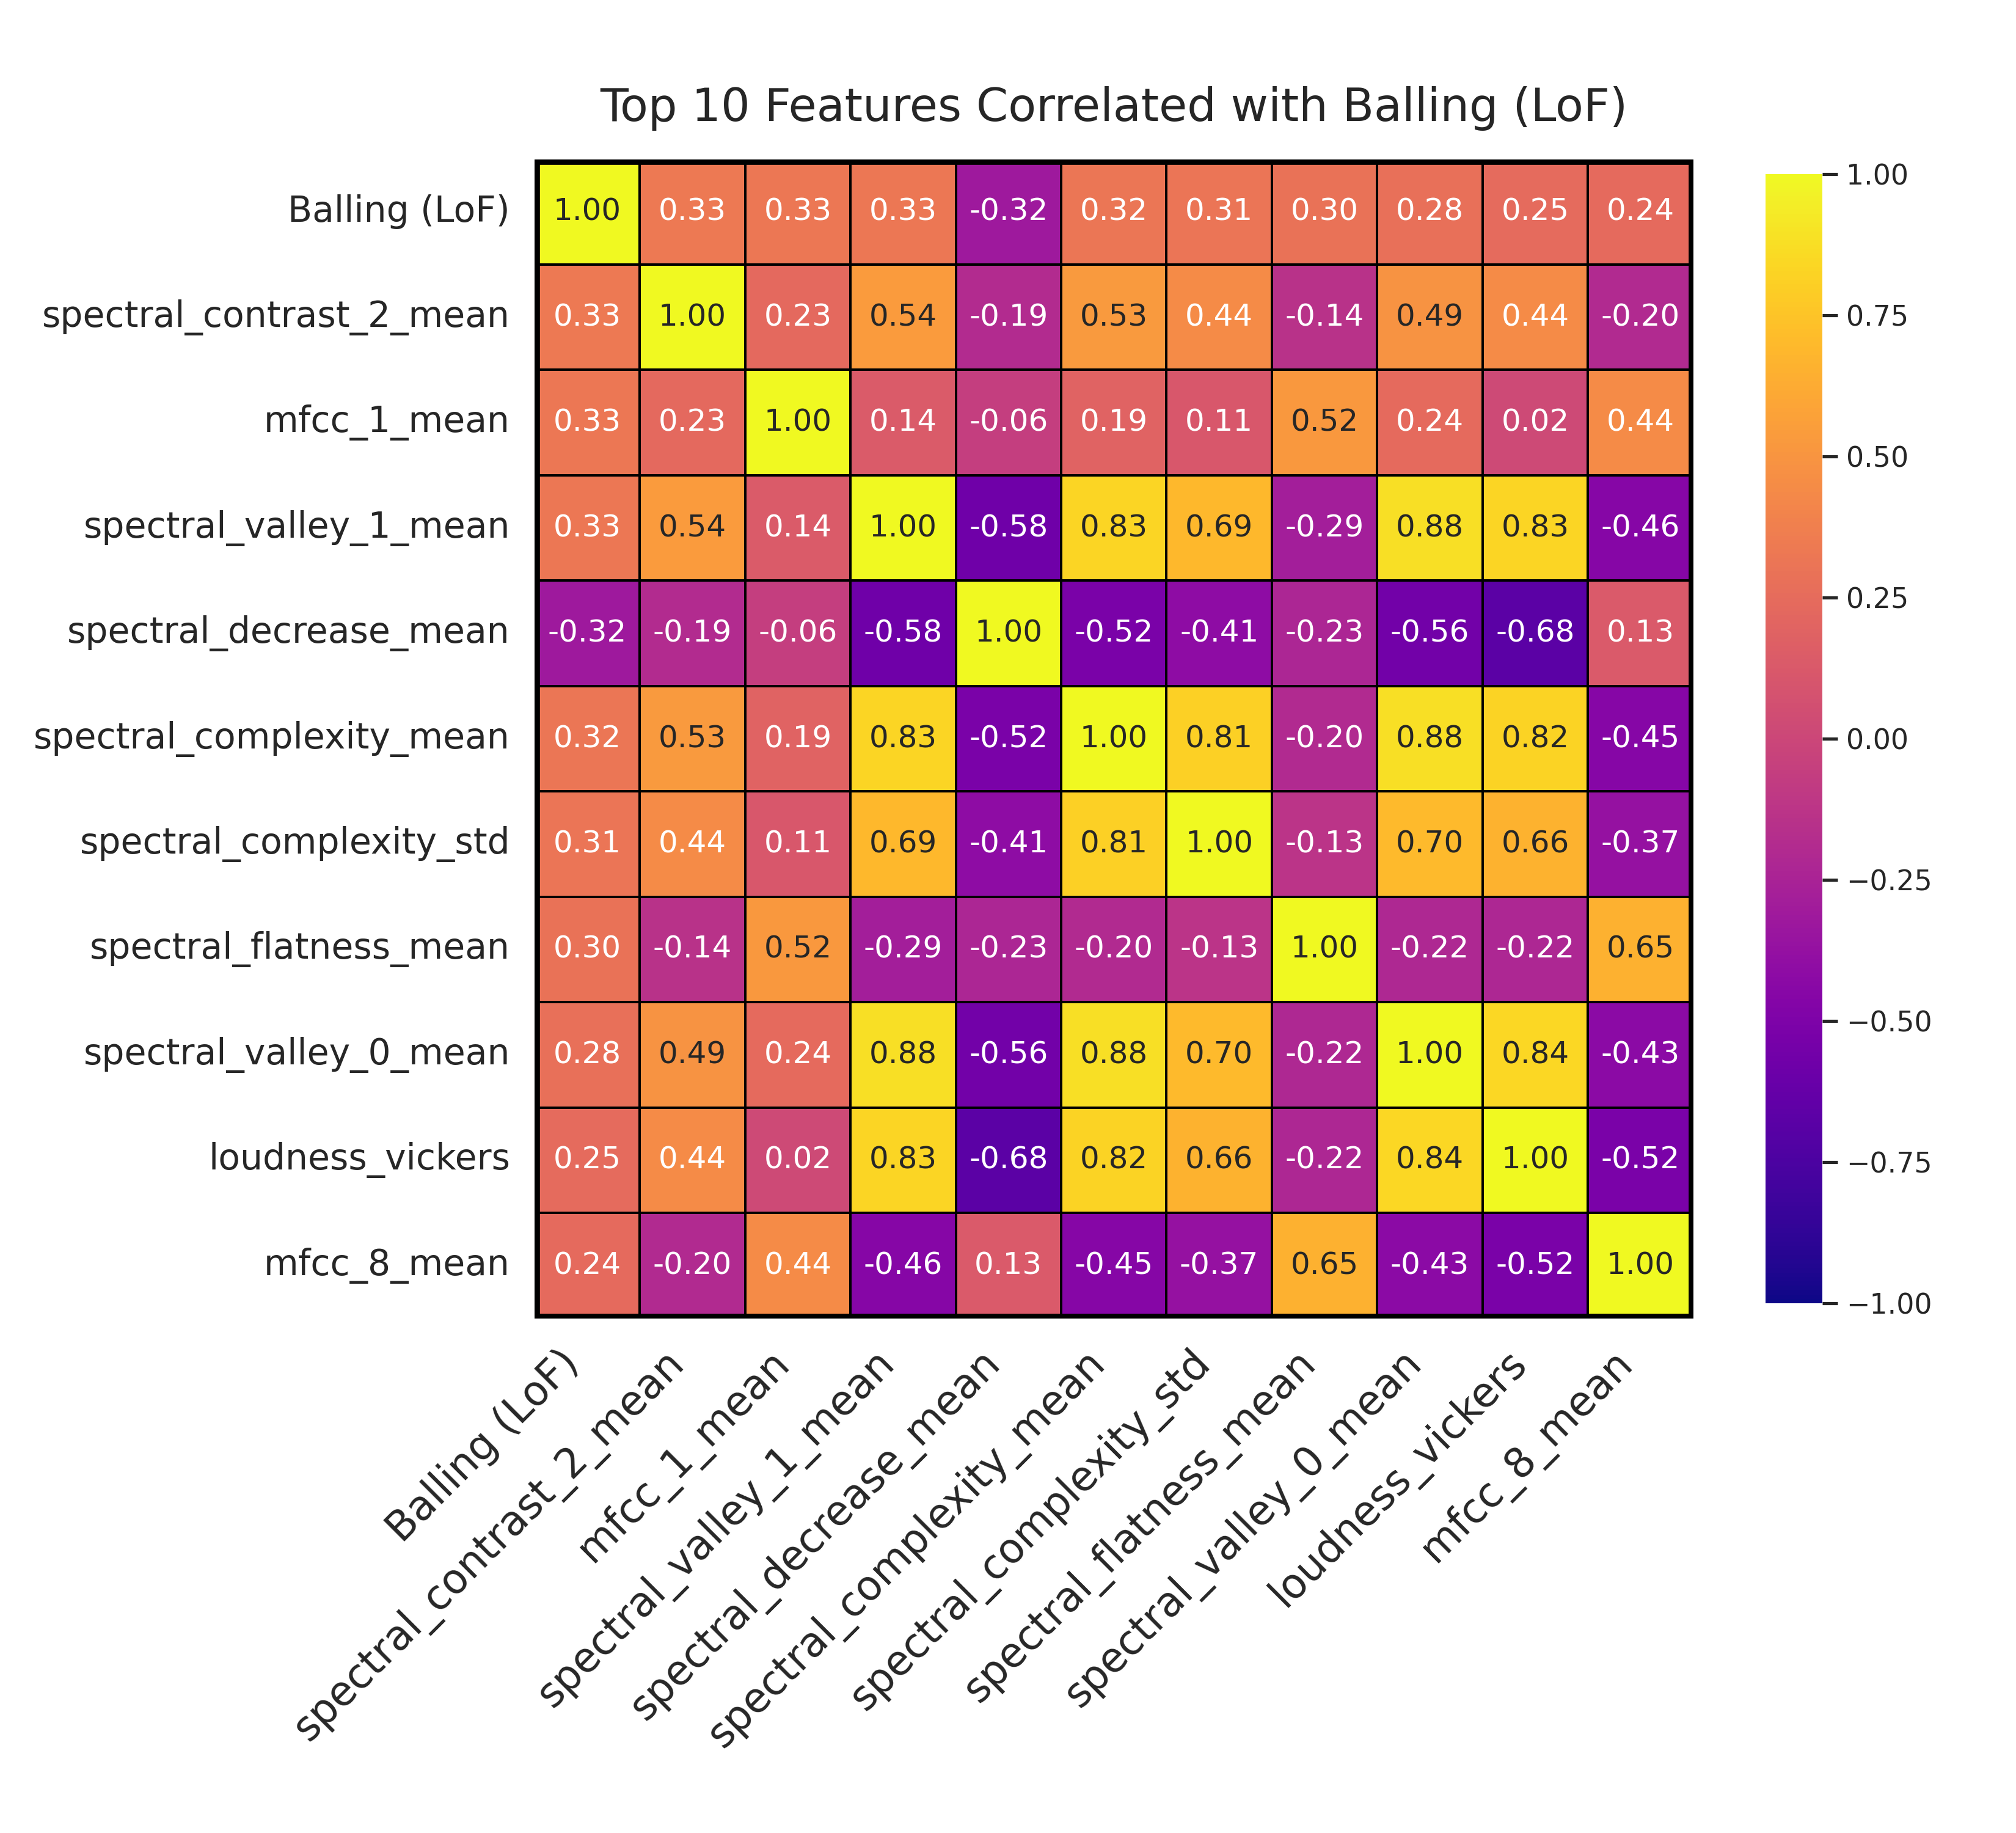 Top 10 Features Correlated with Balling (LoF)
Balling (LoF) 1.00 0.33 0.33 0.33 -0.32 0.32 0.31 0.30 0.28 0.25 0.24
spectral_contrast_2_mean 0.33 1.00 0.23 0.54 -0.19 0.53 0.44 -0.14 0.49 0.44 -0.20
mfcc_1_mean 0.33 0.23 1.00 0.14 -0.06 0.19 0.11 0.52 0.24 0.02 0.44
spectral_valley_1_mean 0.33 0.54 0.14 1.00 -0.58 0.83 0.69 -0.29 0.88 0.83 -0.46
spectral_decrease_mean -0.32 -0.19 -0.06 -0.58 1.00 -0.52 -0.41 -0.23 -0.56 -0.68 0.13
spectral_complexity_mean 0.32 0.53 0.19 0.83 -0.52 1.00 0.81 -0.20 0.88 0.82 -0.45
spectral_complexity_std 0.31 0.44 0.11 0.69 -0.41 0.81 1.00 -0.13 0.70 0.66 -0.37
spectral_flatness_mean 0.30 -0.14 0.52 -0.29 -0.23 -0.20 -0.13 1.00 -0.22 -0.22 0.65
spectral_valley_0_mean 0.28 0.49 0.24 0.88 -0.56 0.88 0.70 -0.22 1.00 0.84 -0.43
loudness_vickers 0.25 0.44 0.02 0.83 -0.68 0.82 0.66 -0.22 0.84 1.00 -0.52
mfcc_8_mean 0.24 -0.20 0.44 -0.46 0.13 -0.45 -0.37 0.65 -0.43 -0.52 1.00
Balling (LoF)
spectral_contrast_2_mean
mfcc_1_mean
spectral_valley_1_mean
spectral_decrease_mean
spectral_complexity_mean
spectral_complexity_std
spectral_flatness_mean
spectral_valley_0_mean
loudness_vickers
mfcc_8_mean
1.00
0.75
0.50
0.25
0.00
−0.25
−0.50
−0.75
−1.00